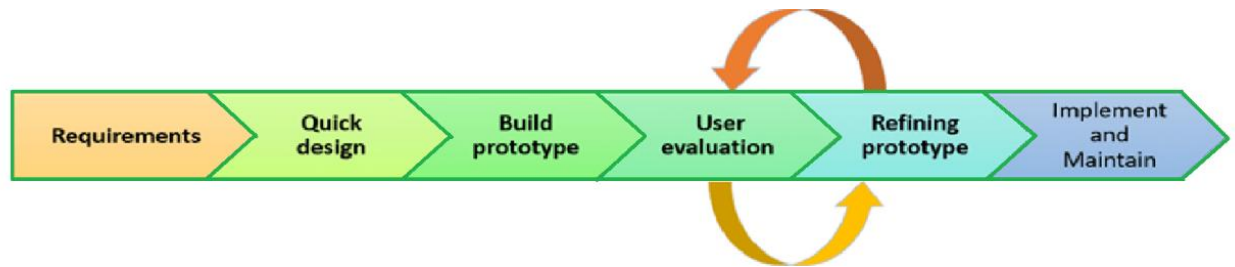 Requirements
Quick
design
Build
prototype
User
evaluation
Refining
prototype
Implement
and
Maintain